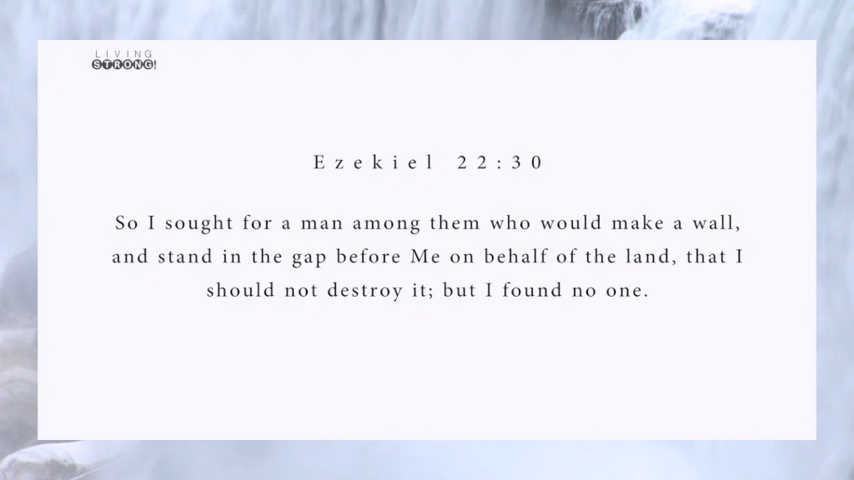 LIVING
STRONG!
Ezekiel 22:30
So I sought for a man among them who would make a wall,
and stand in the gap before Me on behalf of the land, that I
should not destroy it; but I found no one.